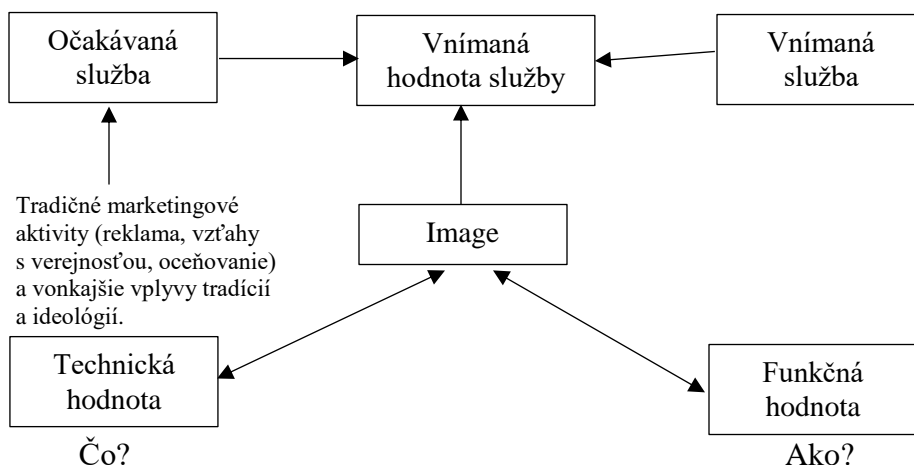 Očakávaná
služba
Vnímaná
hodnota služby
Vnímaná
služba
Tradičné marketingové
aktivity (reklama, vzťahy
s verejnosťou, oceňovanie)
a vonkajšie vplyvy tradícií
a ideológií.
Image
Technická
hodnota
Funkčná
hodnota
Čo?
Ako?